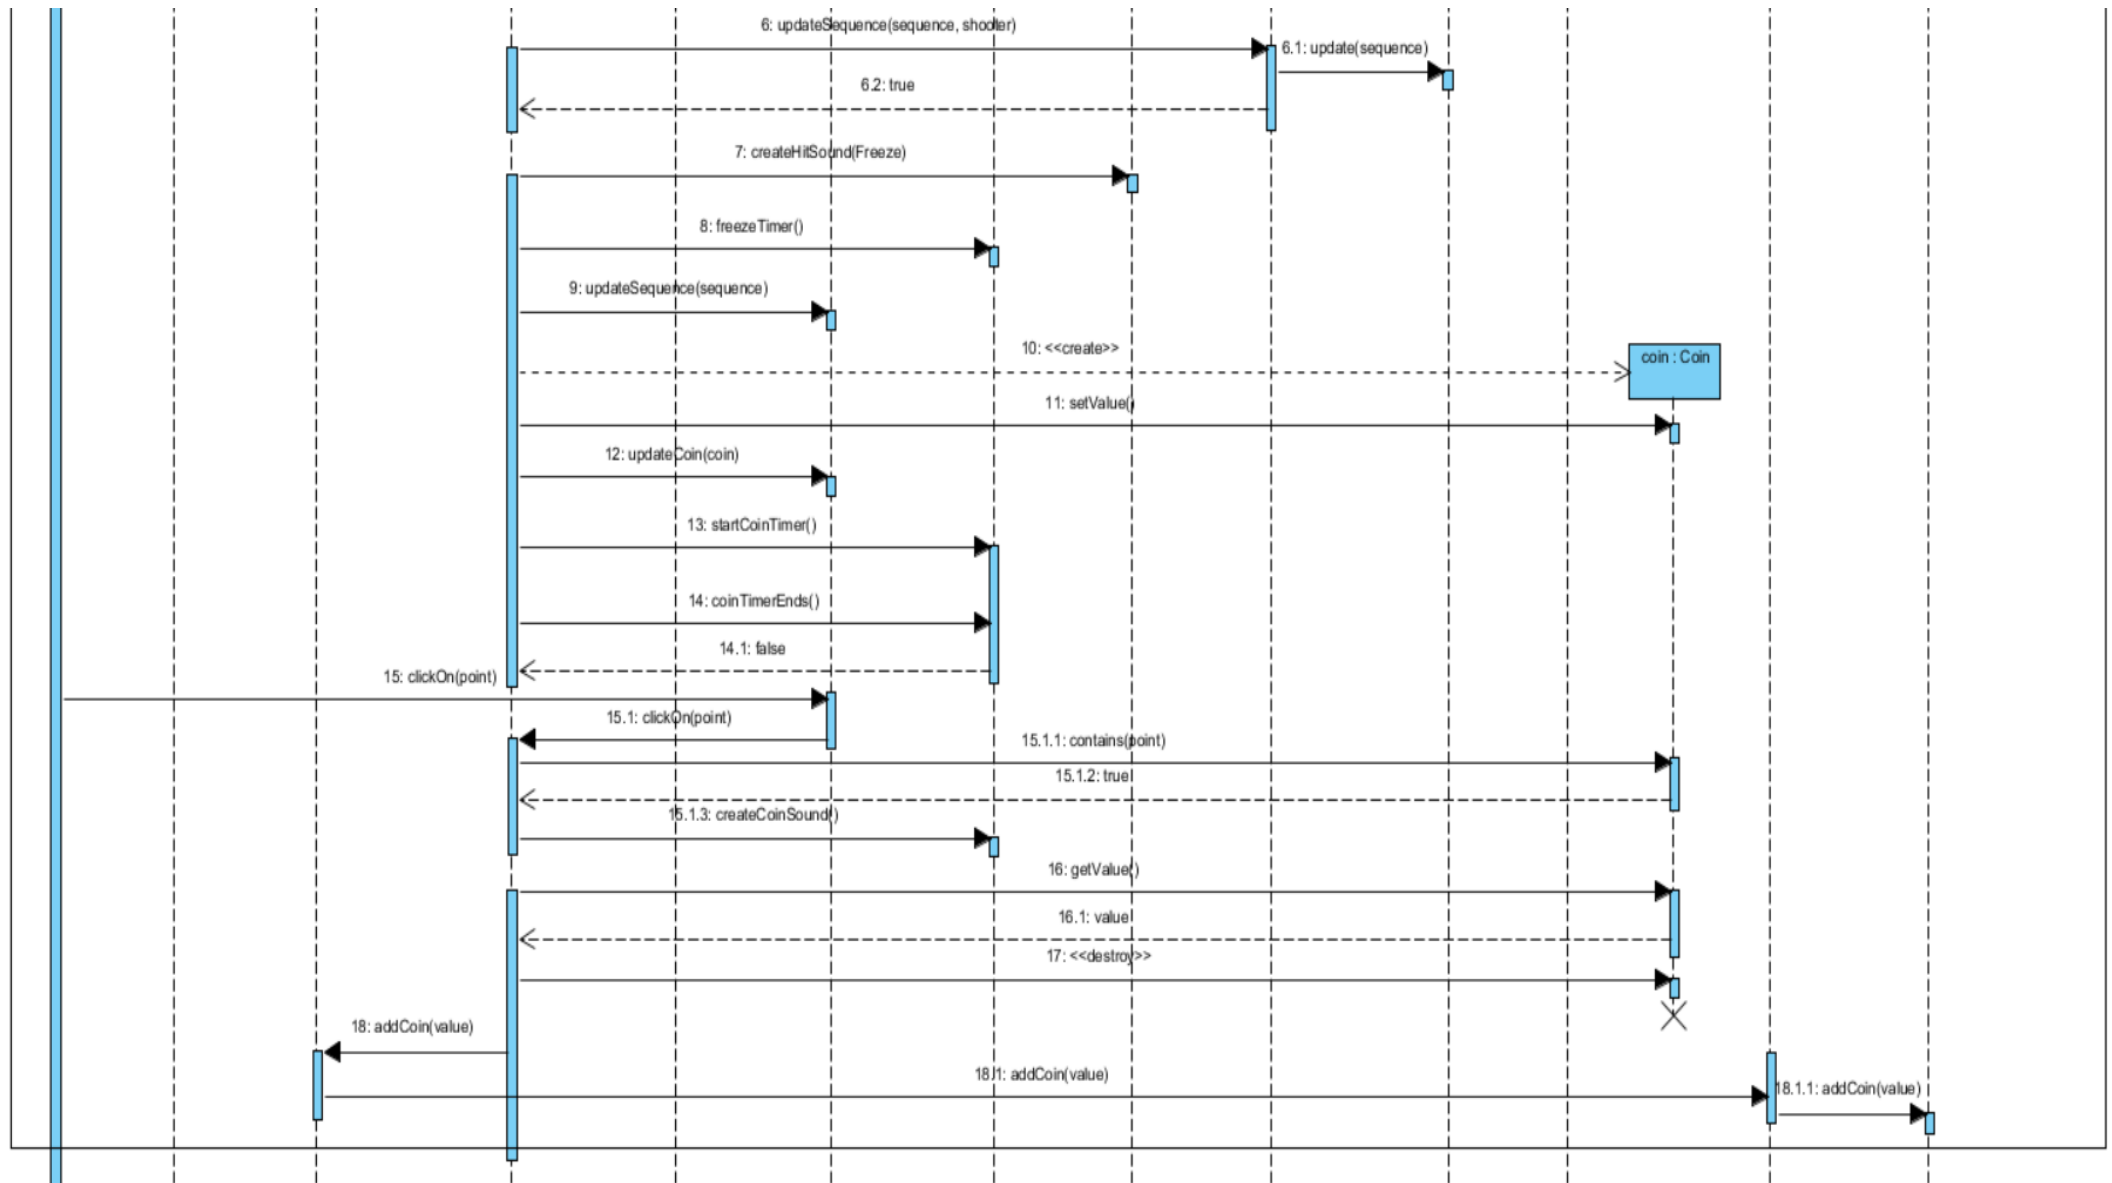 6: updateSequence(sequence, shooter)
6.1: update(sequence)
6.2: true
7: createHitSound(Freeze)
8: freezeTimer()
9: updateSequence(sequence)
10: <<create>>
coin : Coin
11: setValue()
12: updateCoin(coin)
13: startCoinTimer()
14: coinTimerEnds()
14.1: false
15: clickOn(point)
15.1: clickOn(point)
15.1.1: contains(point)
15.1.2: true
15.1.3: createCoinSound()
16: getValue()
16.1: value
17: <<destroy>>
18: addCoin(value)
18.1: addCoin(value)
18.1.1: addCoin(value)